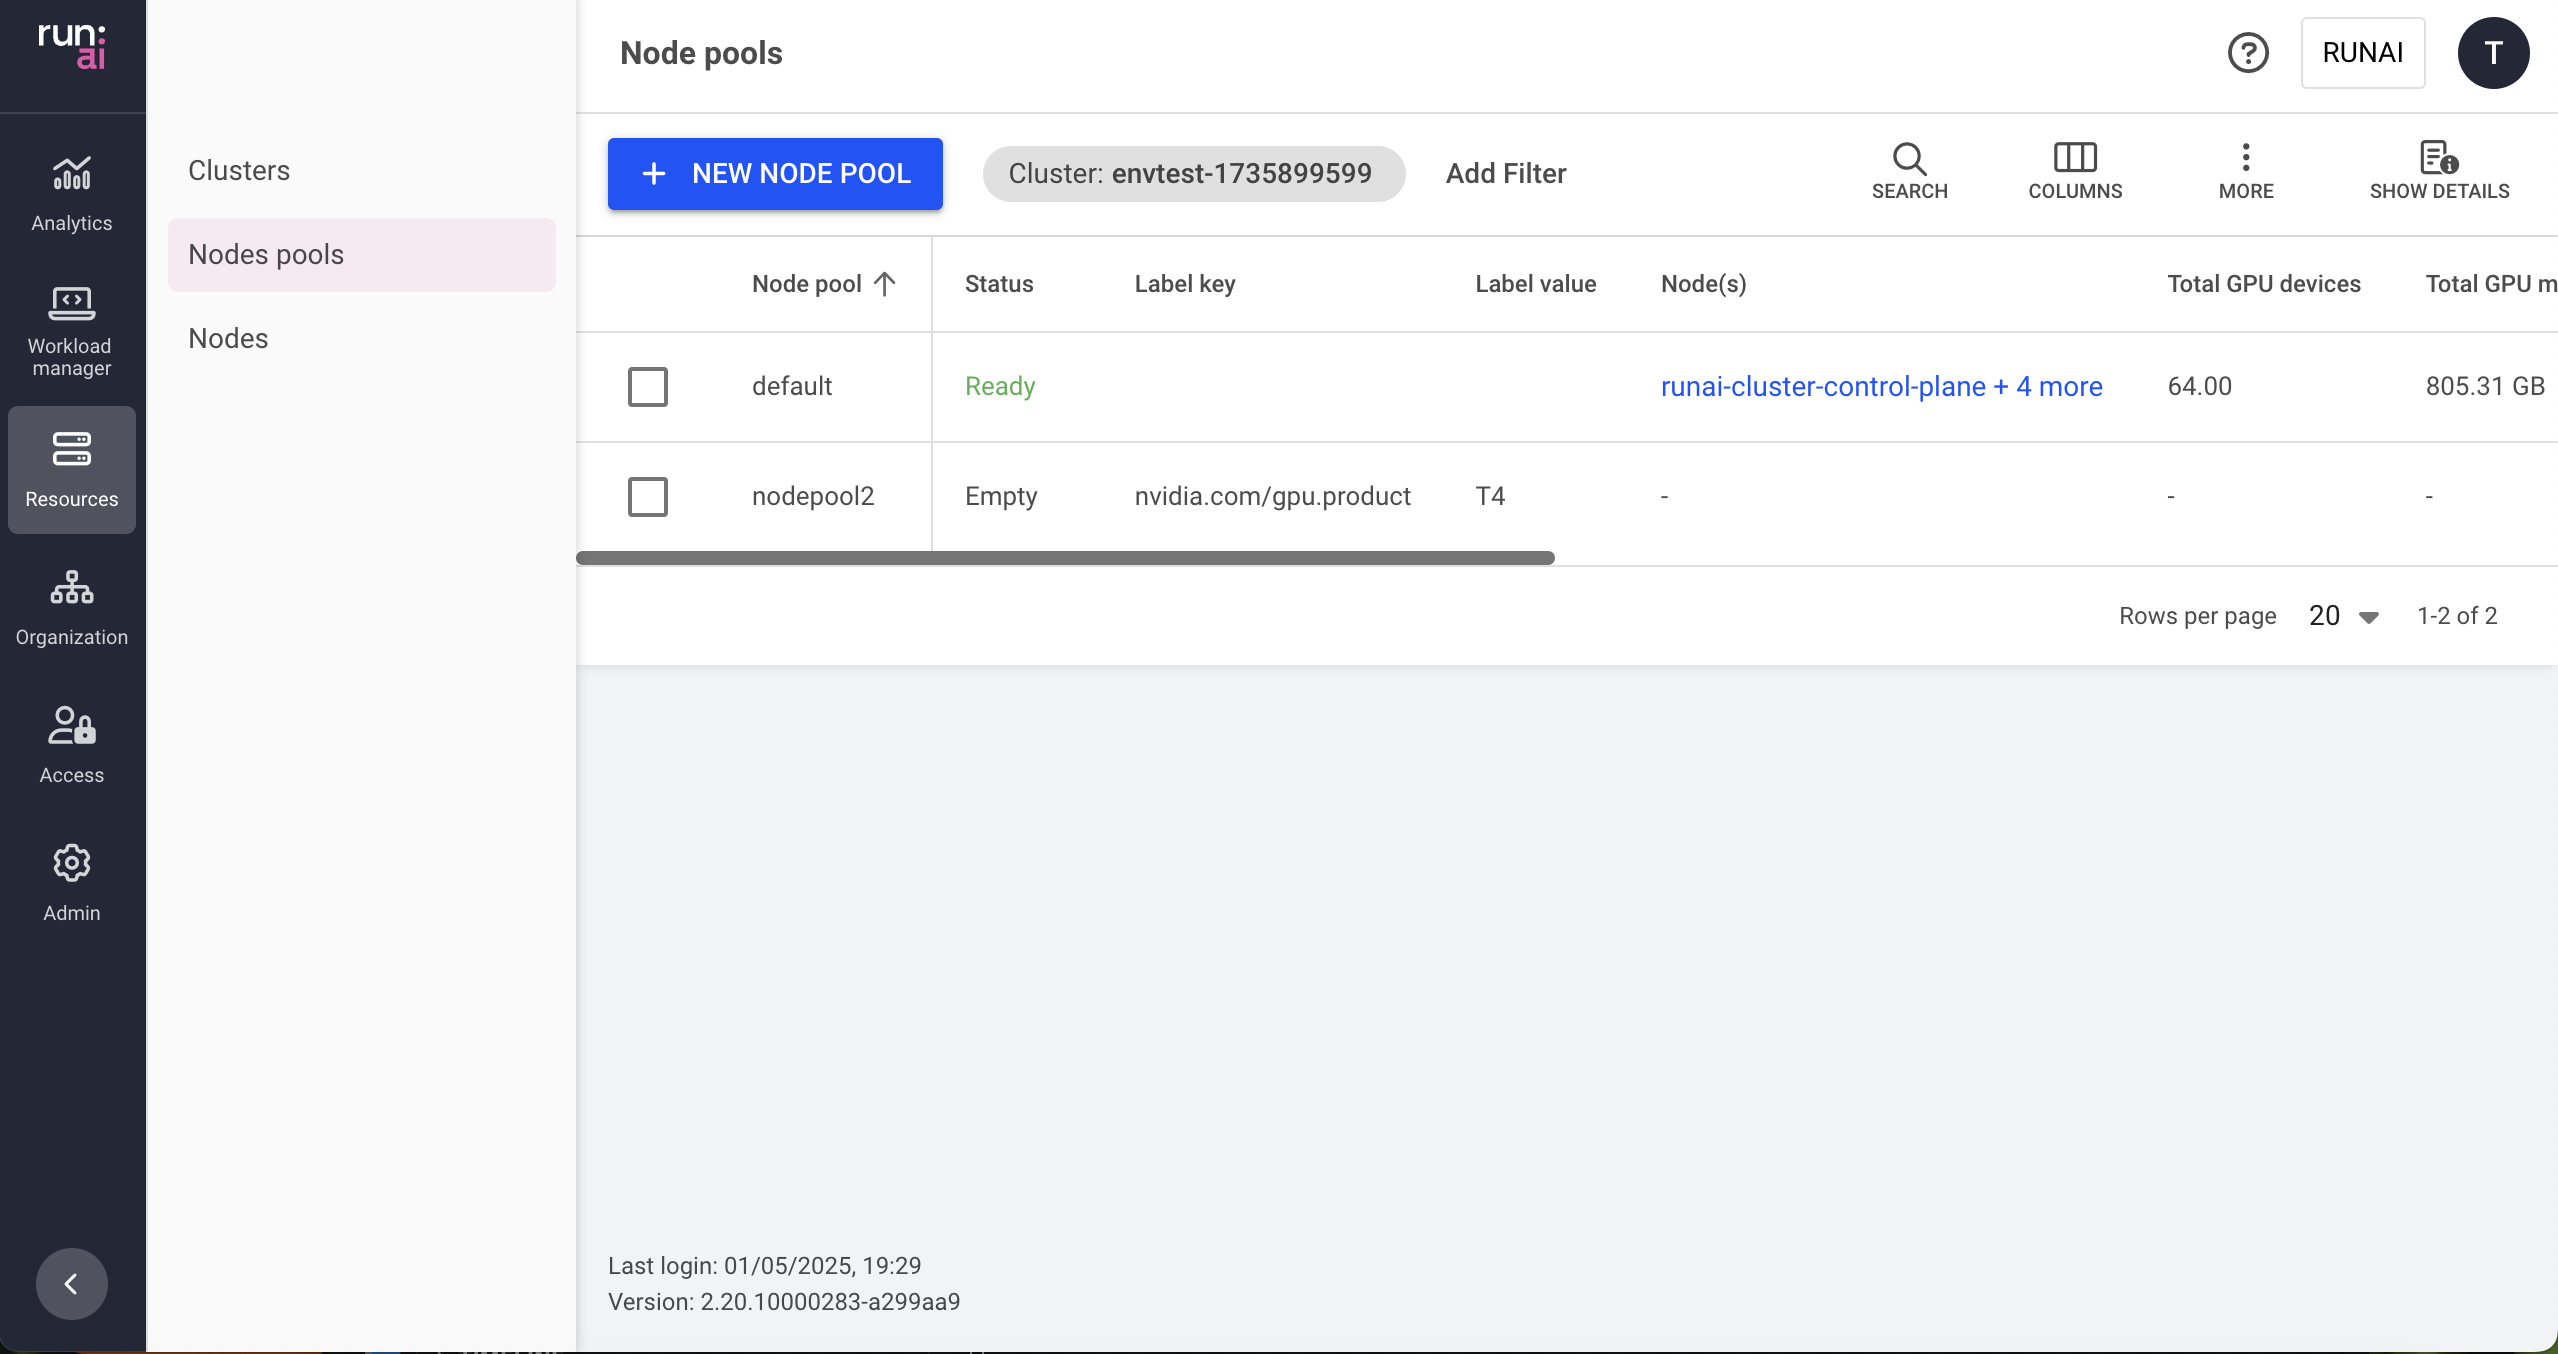 run:
ai
Analytics
Workload
manager
Resources
Organization
Access
Admin
Clusters
Nodes pools
Nodes
Node pools
RUNAI
T
NEW NODE POOL
Cluster: envtest-1735899599
Add Filter
SEARCH
COLUMNS
MORE
SHOW DETAILS
Node pool Status Label key Label value Node(s) Total GPU devices Total GPU m
default Ready runai-cluster-control-plane + 4 more 64.00 805.31 GB
nodepool2 Empty nvidia.com/gpu.product T4 - - -
Rows per page 20 1-2 of 2
Last login: 01/05/2025, 19:29
Version: 2.20.10000283-a299aa9